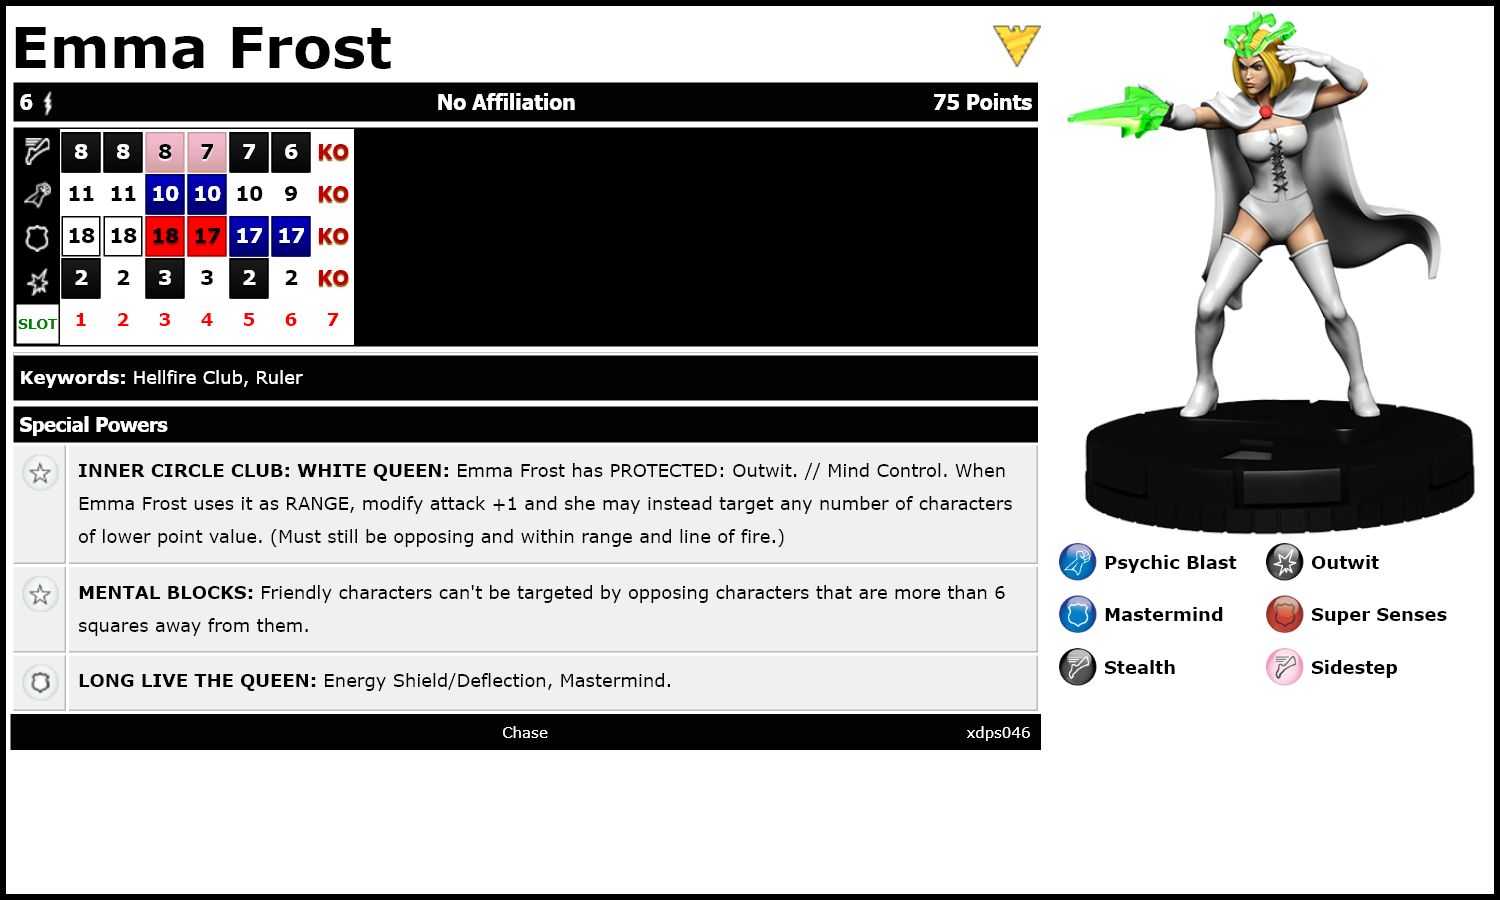 Emma Frost
6 No Affiliation 75 Points
8 8 8 7 7 6 KO
11 11 10 10 10 9 KO
18 18 18 17 17 17 KO
2 2 3 3 2 2 KO
SLOT 1 2 3 4 5 6 7
Keywords: Hellfire Club, Ruler
Special Powers
INNER CIRCLE CLUB: WHITE QUEEN: Emma Frost has PROTECTED: Outwit. // Mind Control. When
Emma Frost uses it as RANGE, modify attack +1 and she may instead target any number of characters
of lower point value. (Must still be opposing and within range and line of fire.)
MENTAL BLOCKS: Friendly characters can't be targeted by opposing characters that are more than 6
squares away from them.
LONG LIVE THE QUEEN: Energy Shield/Deflection, Mastermind.
Chase xdps046
Psychic Blast Outwit
Mastermind Super Senses
Stealth Sidestep